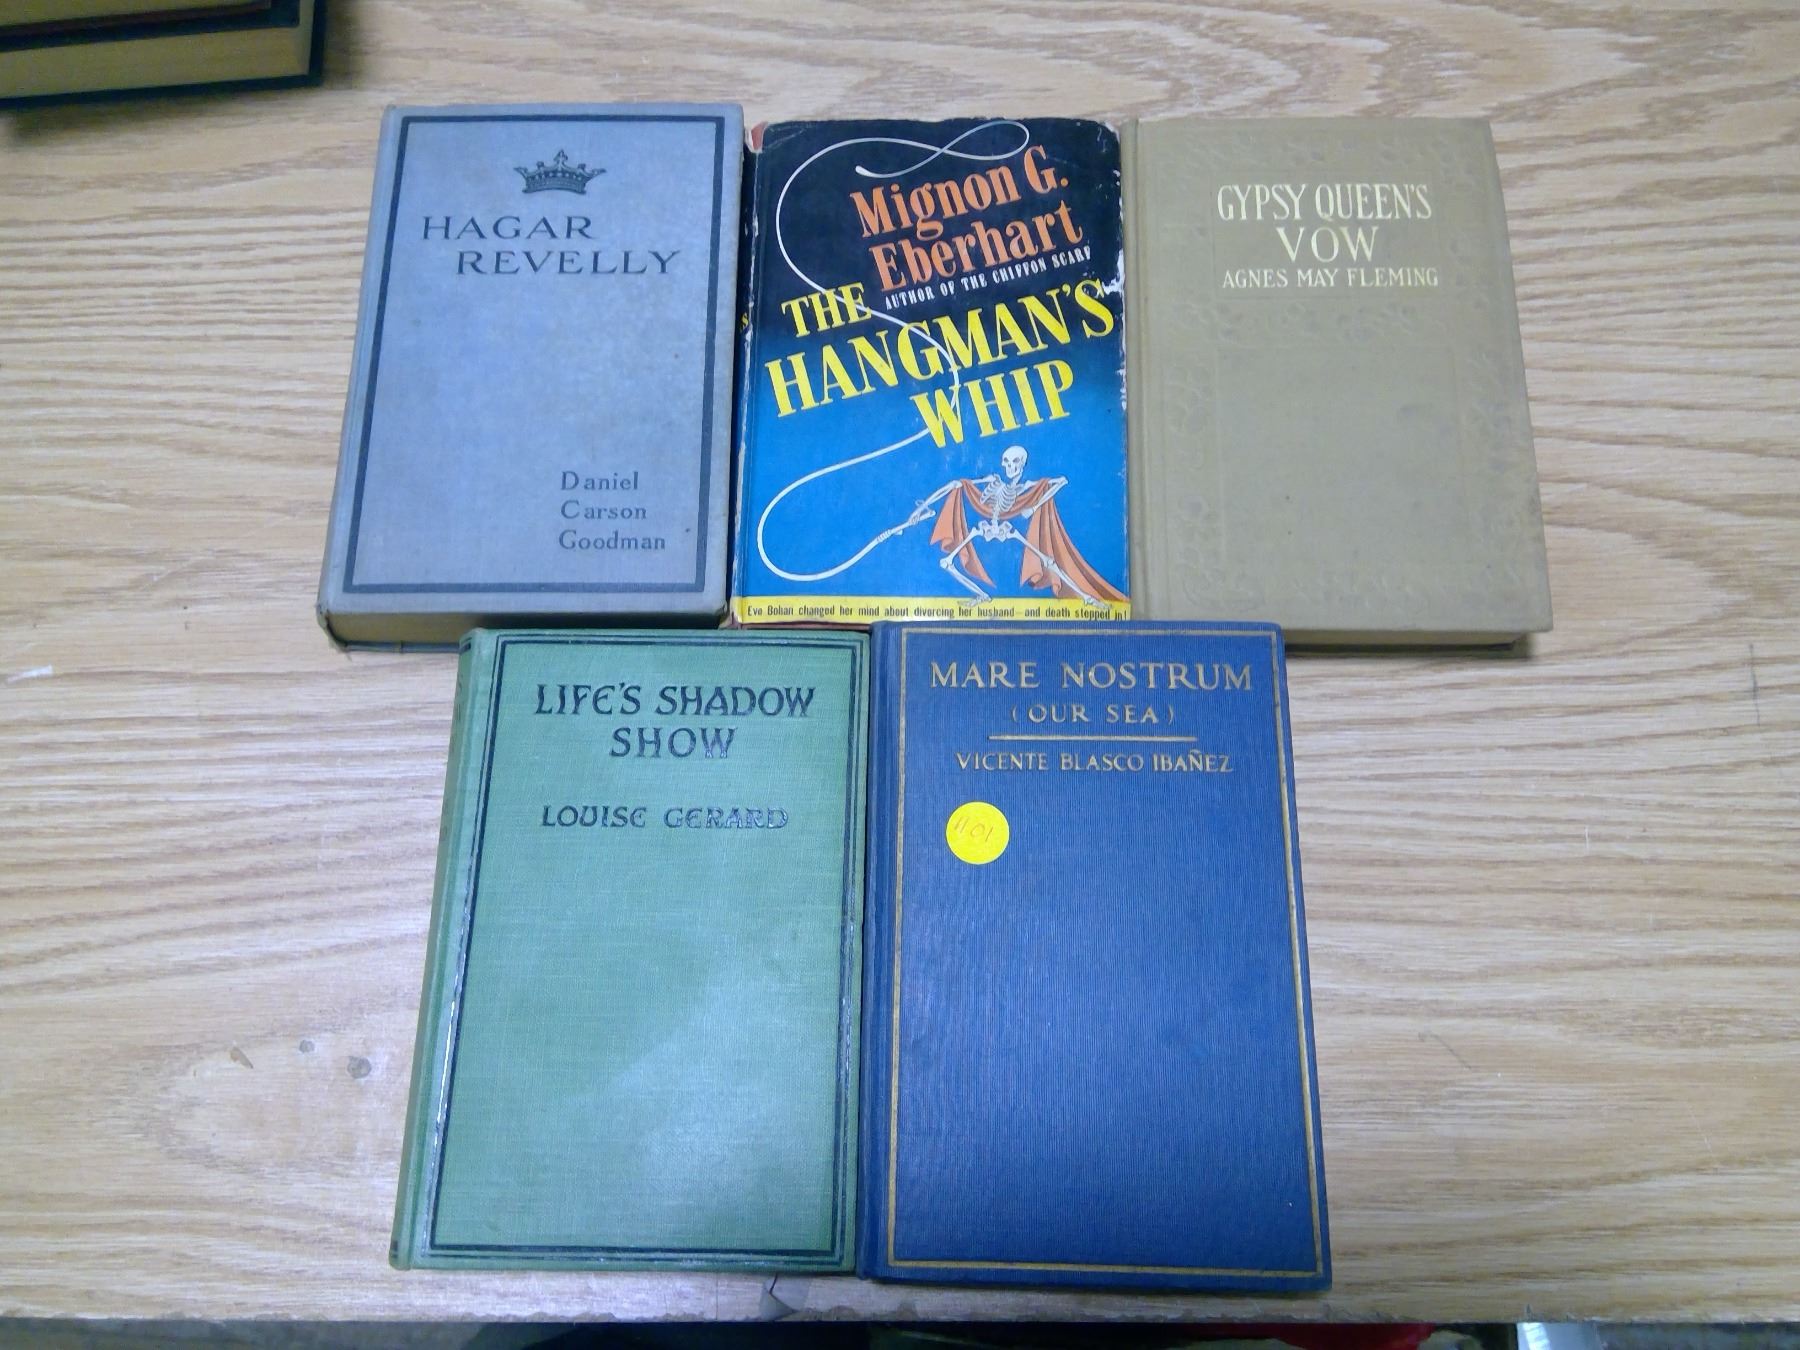 HAGAR
REVELLY
Daniel
Carson
Goodman
Mignon G.
Eberhart
AUTHOR OF THE CHIFFON SCARF
THE
HANGMAN'S
WHIP
Eve Bohan changed her mind about divorcing her husband—and death stepped in!
GYPSY QUEEN'S
VOW
AGNES MAY FLEMING
LIFE'S SHADOW
SHOW
LOUISE GERARD
MARE NOSTRUM
(OUR SEA)
VICENTE BLASCO IBAÑEZ